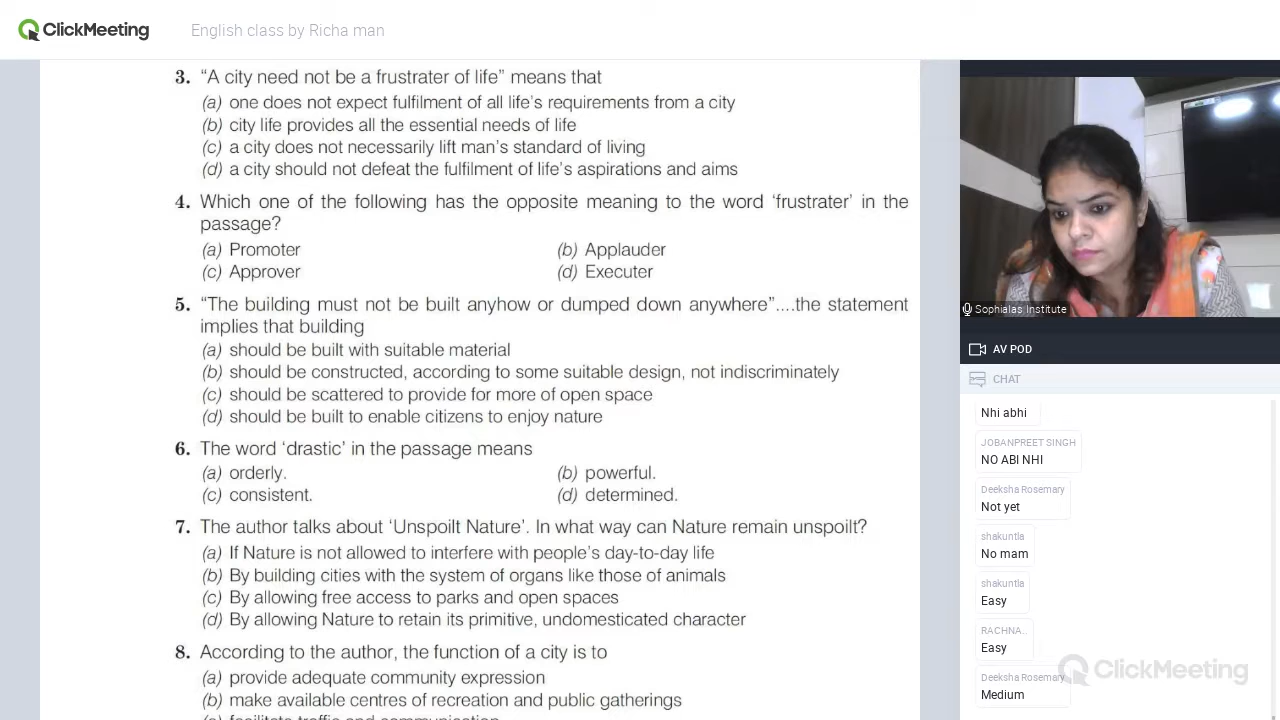 ClickMeeting
English class by Richa man
3. “A city need not be a frustrater of life” means that
(a) one does not expect fulfilment of all life’s requirements from a city
(b) city life provides all the essential needs of life
(c) a city does not necessarily lift man’s standard of living
(d) a city should not defeat the fulfilment of life’s aspirations and aims
4. Which one of the following has the opposite meaning to the word ‘frustrater’ in the
passage?
(a) Promoter (b) Applauder
(c) Approver (d) Executer
5. “The building must not be built anyhow or dumped down anywhere”....the statement
implies that building
(a) should be built with suitable material
(b) should be constructed, according to some suitable design, not indiscriminately
(c) should be scattered to provide for more of open space
(d) should be built to enable citizens to enjoy nature
6. The word ‘drastic’ in the passage means
(a) orderly. (b) powerful.
(c) consistent. (d) determined.
7. The author talks about ‘Unspoilt Nature’. In what way can Nature remain unspoilt?
(a) If Nature is not allowed to interfere with people’s day-to-day life
(b) By building cities with the system of organs like those of animals
(c) By allowing free access to parks and open spaces
(d) By allowing Nature to retain its primitive, undomesticated character
8. According to the author, the function of a city is to
(a) provide adequate community expression
(b) make available centres of recreation and public gatherings
(c) facilitate traffic and communication
Sophialas Institute
AV POD
CHAT
Nhi abhi
JOBANPREET SINGH
NO ABI NHI
Deeksha Rosemary
Not yet
shakuntla
No mam
shakuntla
Easy
RACHNA..
Easy
Deeksha Rosemary
Medium
ClickMeeting